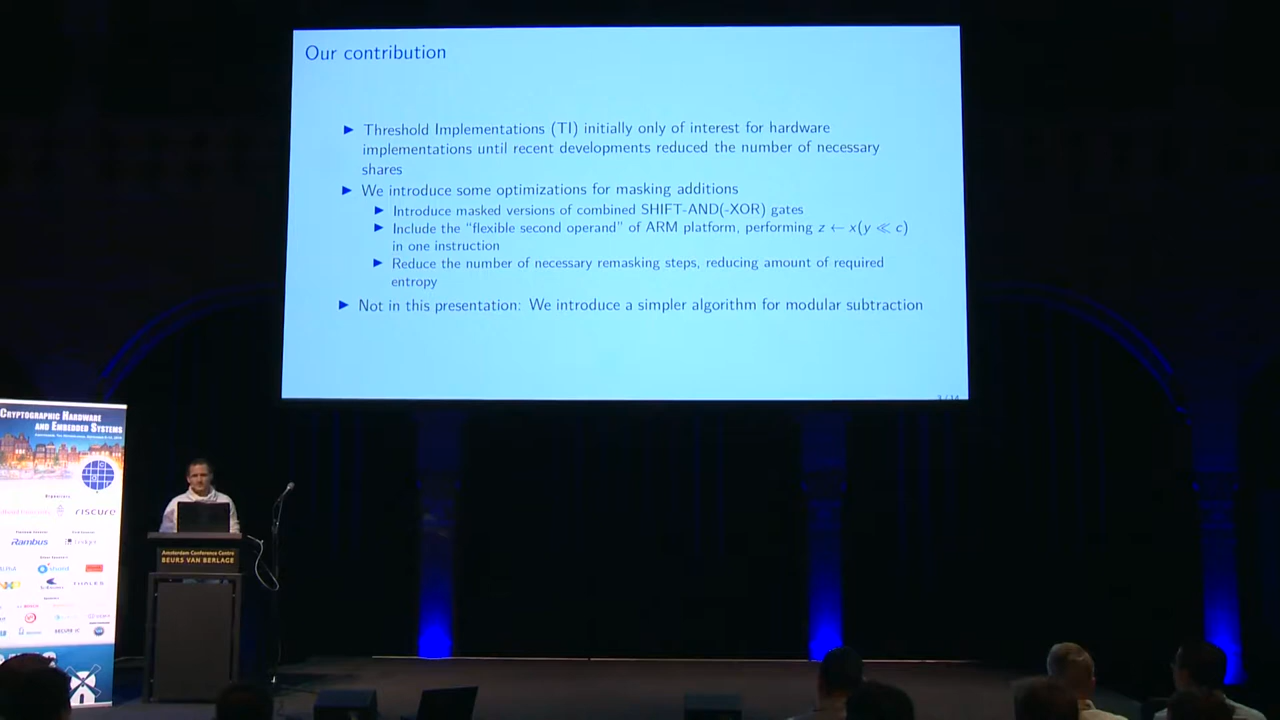 Our contribution
▶ Threshold Implementations (TI) initially only of interest for hardware
implementations until recent developments reduced the number of necessary
shares
▶ We introduce some optimizations for masking additions
▶ Introduce masked versions of combined SHIFT-AND(-XOR) gates
▶ Include the “flexible second operand” of ARM platform, performing z ← x(y ≪ c)
in one instruction
▶ Reduce the number of necessary remasking steps, reducing amount of required
entropy
▶ Not in this presentation: We introduce a simpler algorithm for modular subtraction
CRYPTOGRAPHIC HARDWARE
AND EMBEDDED SYSTEMS
riscure
Rambus
THALES
SECURE IC
Amsterdam Conference Centre
BEURS VAN BERLAGE